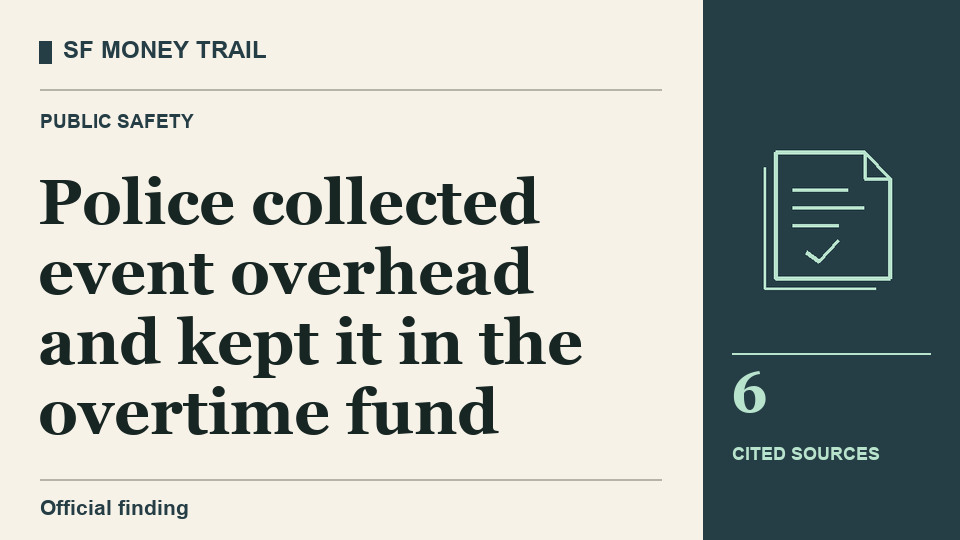 SF MONEY TRAIL
PUBLIC SAFETY
Police collected
event overhead
and kept it in the
overtime fund
Official finding
6
CITED SOURCES